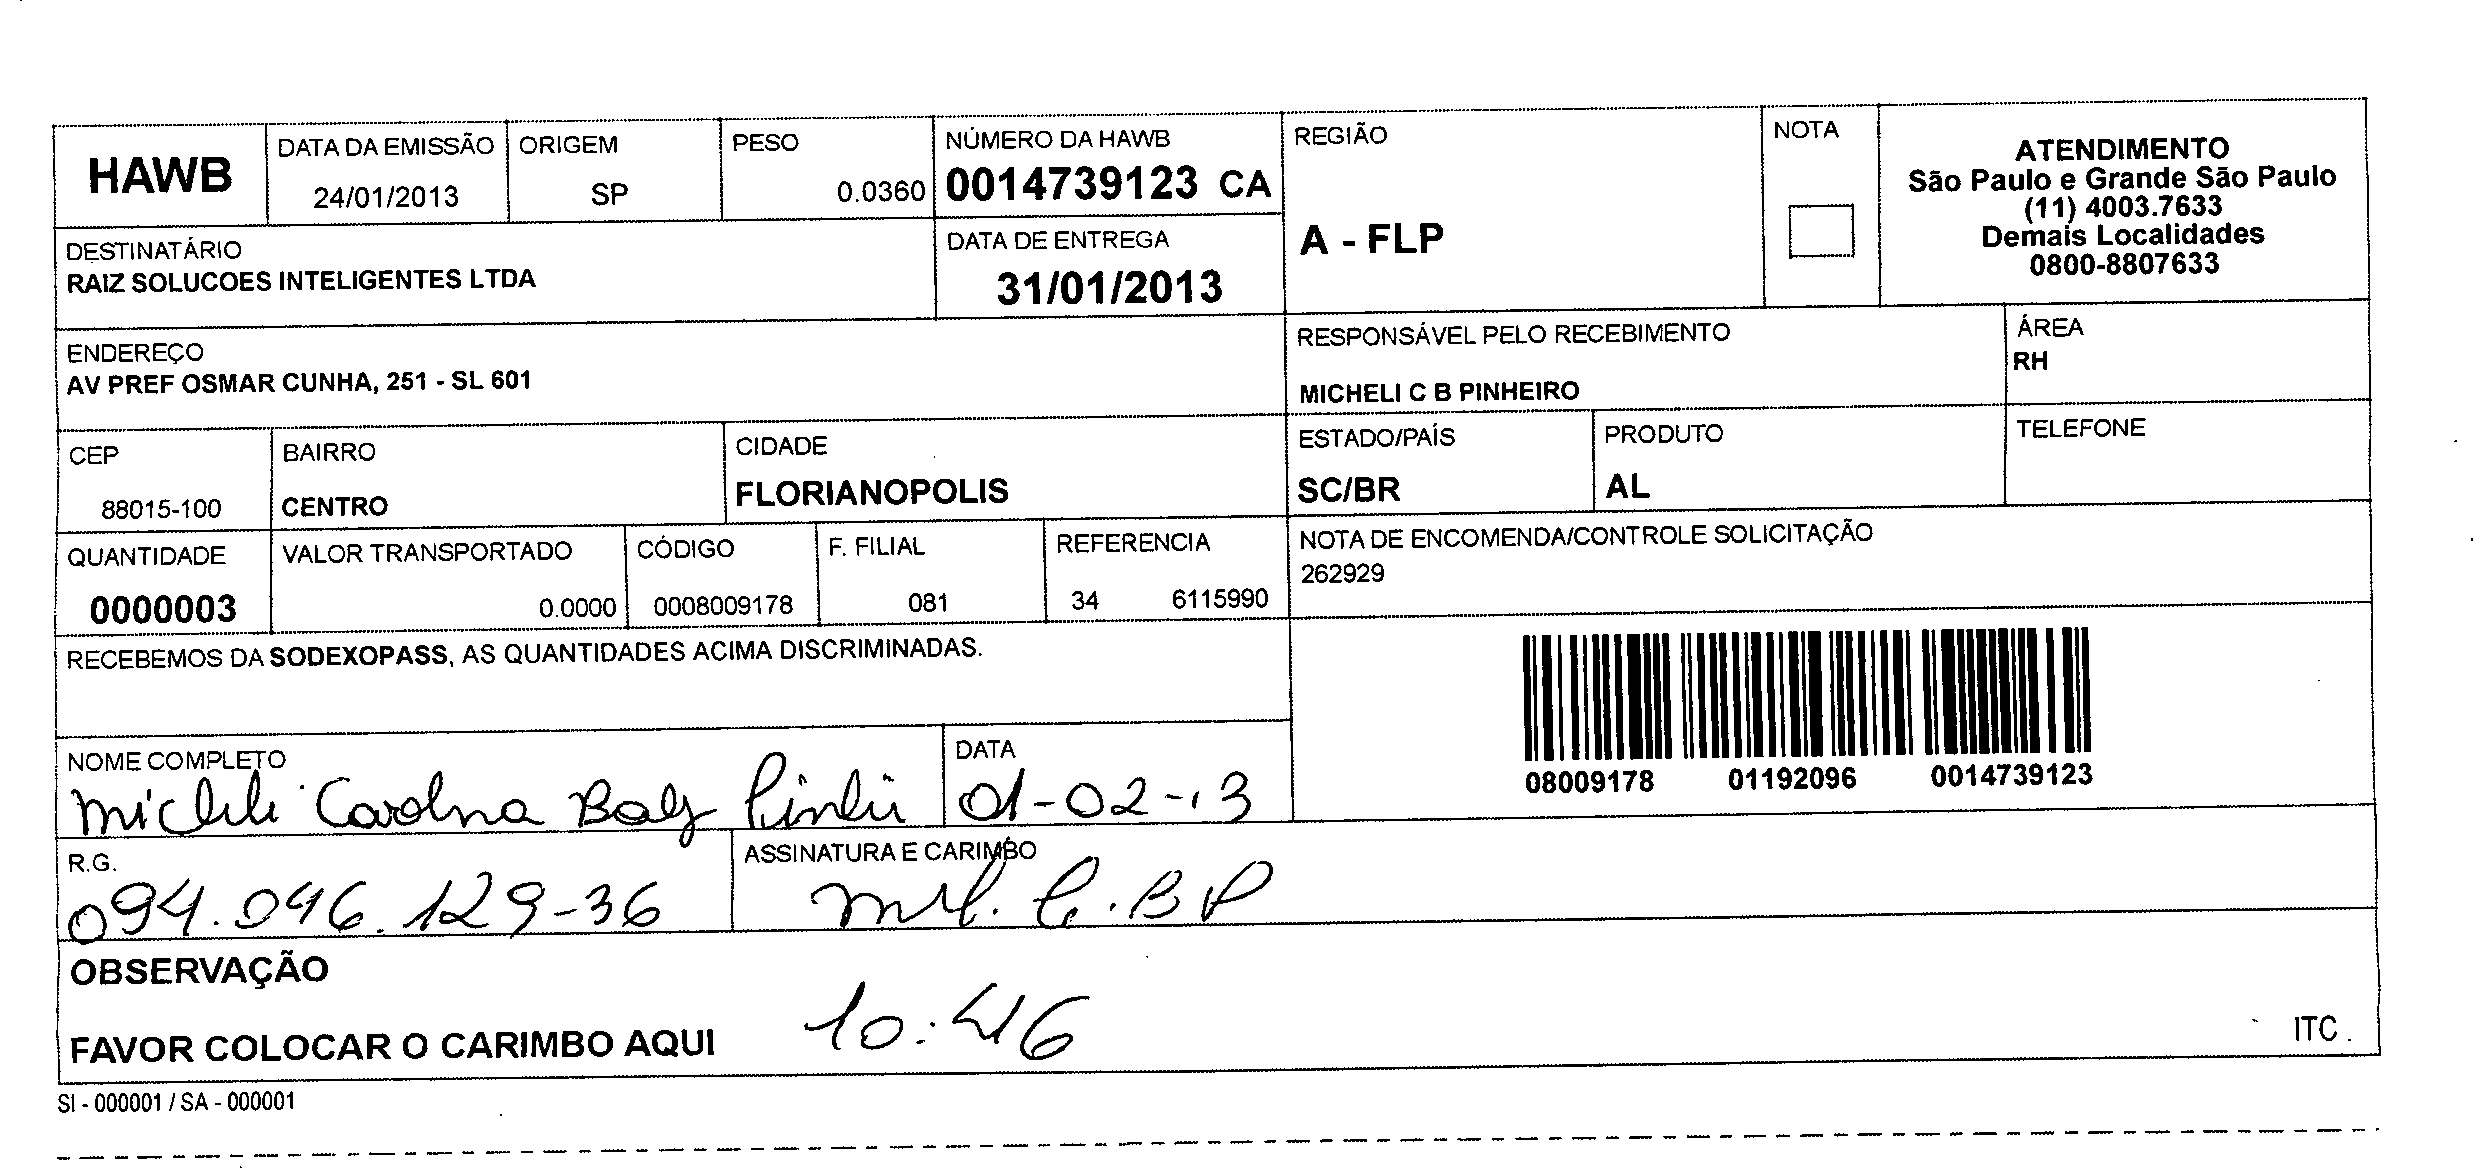 HAWB
DATA DA EMISSÃO
24/01/2013
ORIGEM
SP
PESO
0.0360
NÚMERO DA HAWB
0014739123 CA
REGIÃO
A - FLP
NOTA
ATENDIMENTO
São Paulo e Grande São Paulo
(11) 4003.7633
Demais Localidades
0800-8807633
DESTINATÁRIO
RAIZ SOLUCOES INTELIGENTES LTDA
DATA DE ENTREGA
31/01/2013
ENDEREÇO
AV PREF OSMAR CUNHA, 251 - SL 601
RESPONSÁVEL PELO RECEBIMENTO
MICHELI C B PINHEIRO
ÁREA
RH
CEP
88015-100
BAIRRO
CENTRO
CIDADE
FLORIANOPOLIS
ESTADO/PAÍS
SC/BR
PRODUTO
AL
TELEFONE
QUANTIDADE
0000003
VALOR TRANSPORTADO
0.0000
CÓDIGO
0008009178
F. FILIAL
081
REFERENCIA
34 6115990
NOTA DE ENCOMENDA/CONTROLE SOLICITAÇÃO
262929
RECEBEMOS DA SODEXOPASS, AS QUANTIDADES ACIMA DISCRIMINADAS.
08009178 01192096 0014739123
NOME COMPLETO
Micheli Carolina
DATA
01-02-13
R.G.
094.046.129-36
ASSINATURA E CARIMBO
C.B P
OBSERVAÇÃO
FAVOR COLOCAR O CARIMBO AQUI
10:46
ITC.
SI - 000001 / SA - 000001